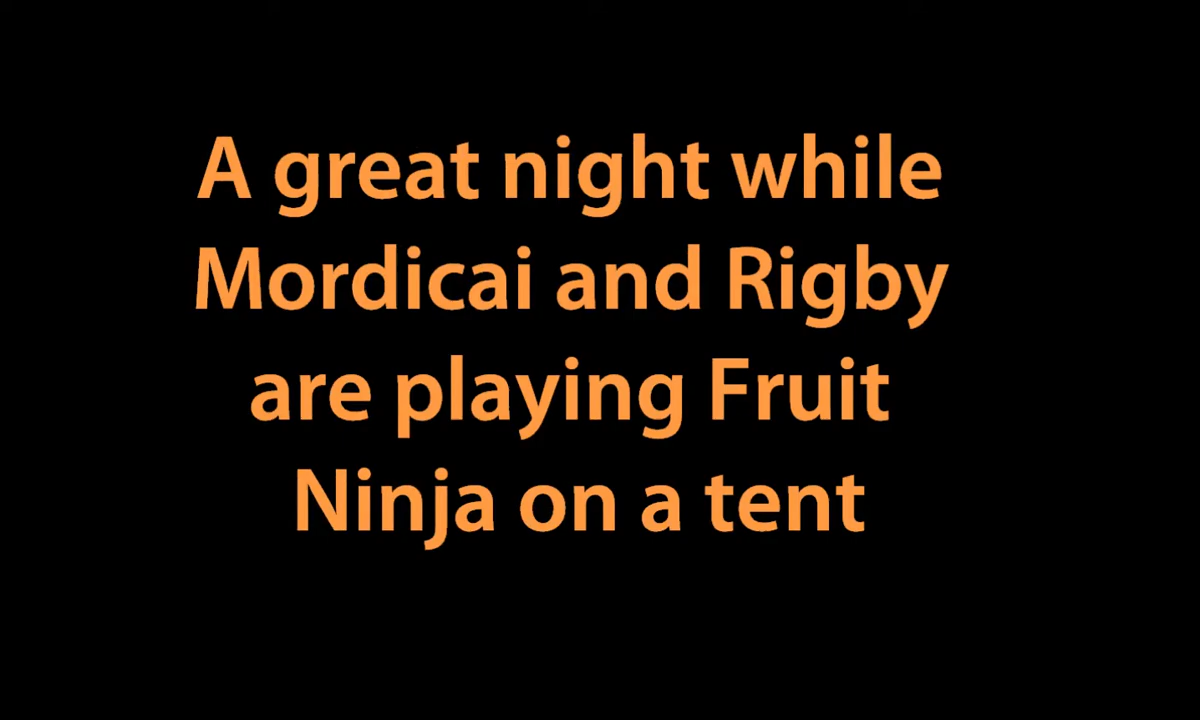 A great night while
Mordicai and Rigby
are playing Fruit
Ninja on a tent